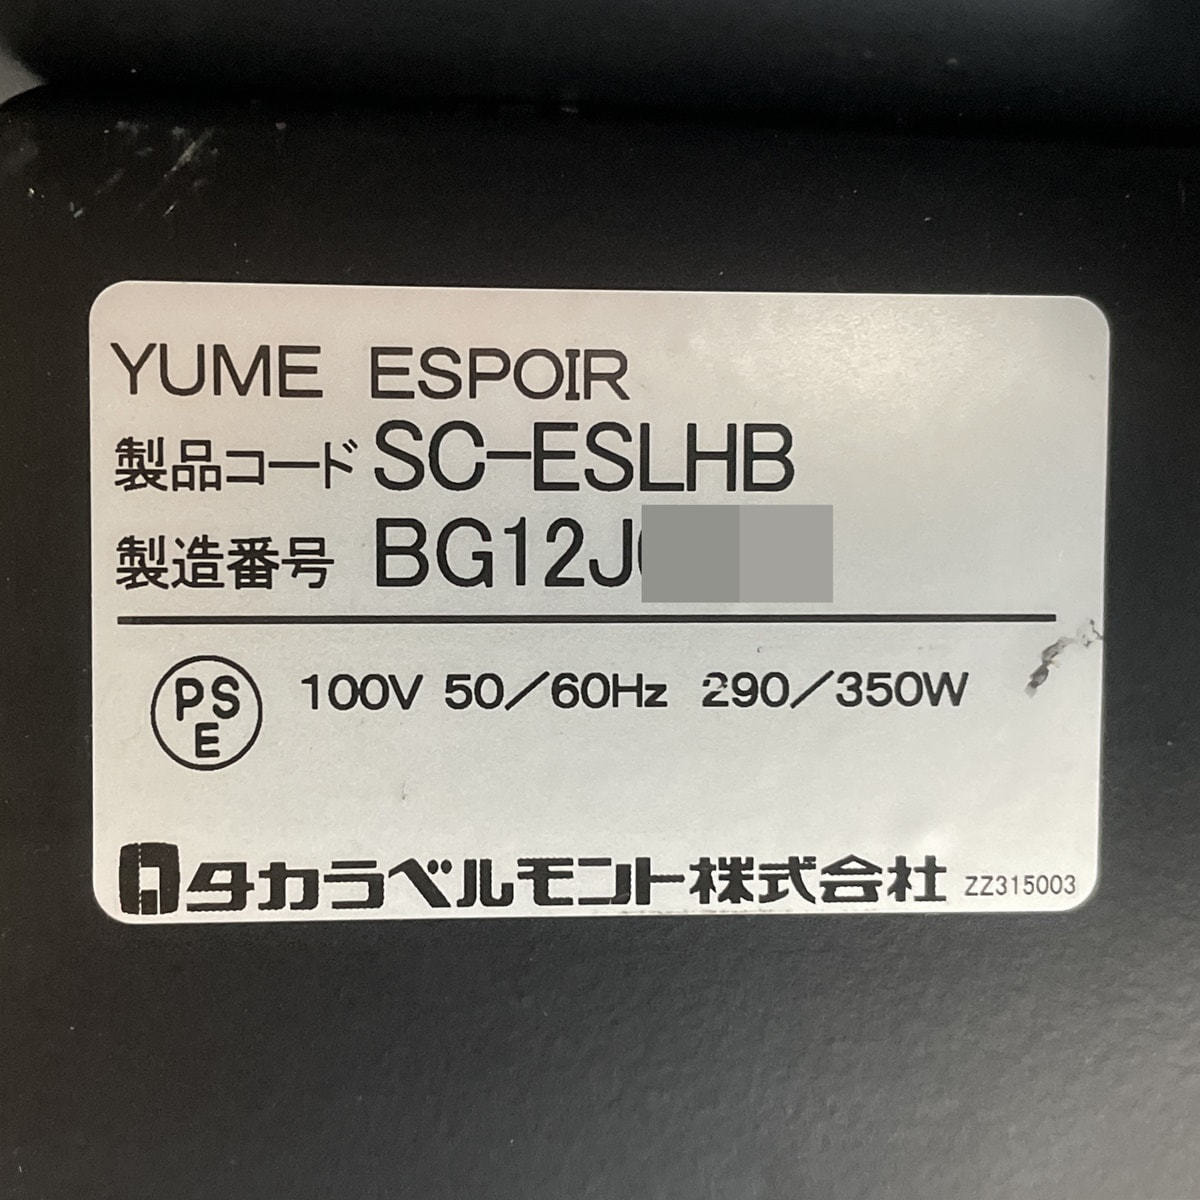 YUME ESPOIR
製品コード SC-ESLHB
製造番号 BG12J
PSE 100V 50/60Hz 290/350W
タカラベルモント株式会社 ZZ315003